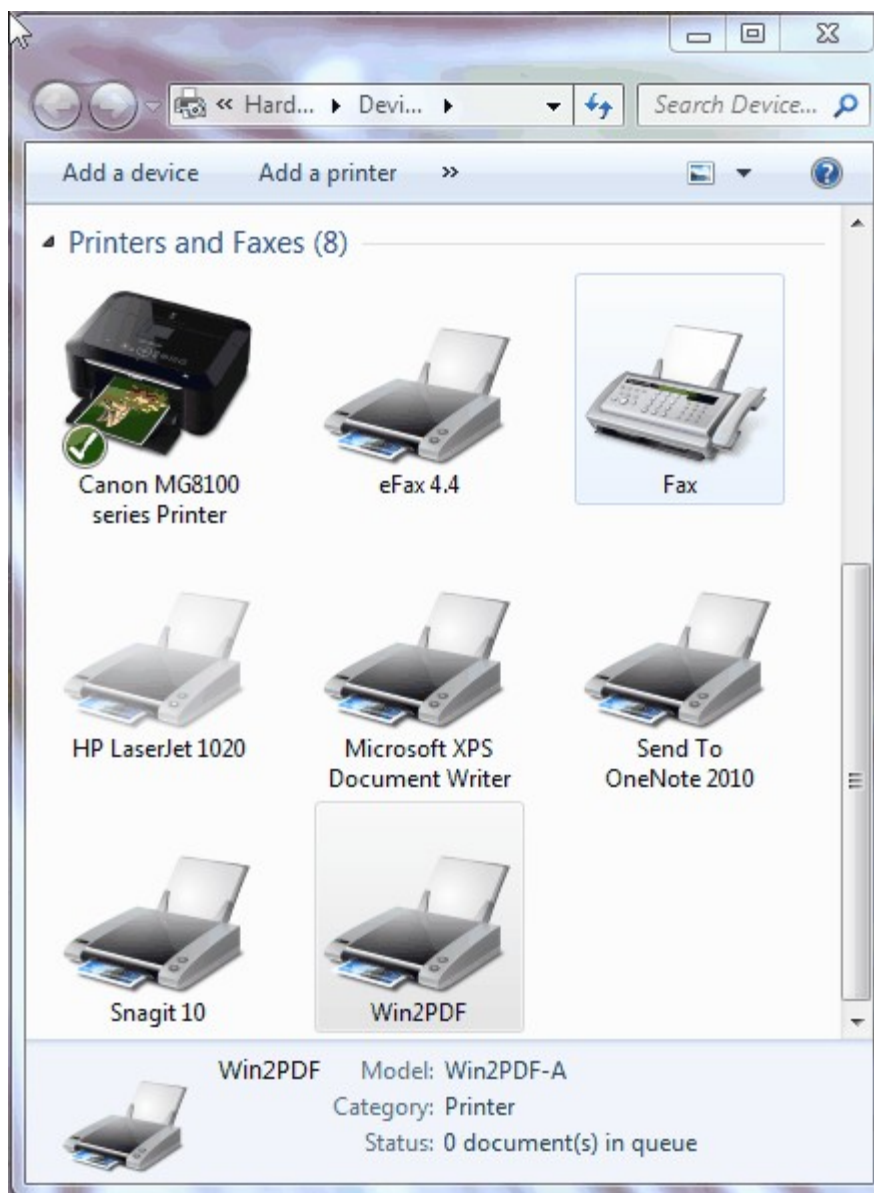 « Hard... Devi...
Search Device...
Add a device Add a printer »
Printers and Faxes (8)
Canon MG8100
series Printer
eFax 4.4
Fax
HP LaserJet 1020
Microsoft XPS
Document Writer
Send To
OneNote 2010
Snagit 10
Win2PDF
Win2PDF Model: Win2PDF-A
Category: Printer
Status: 0 document(s) in queue